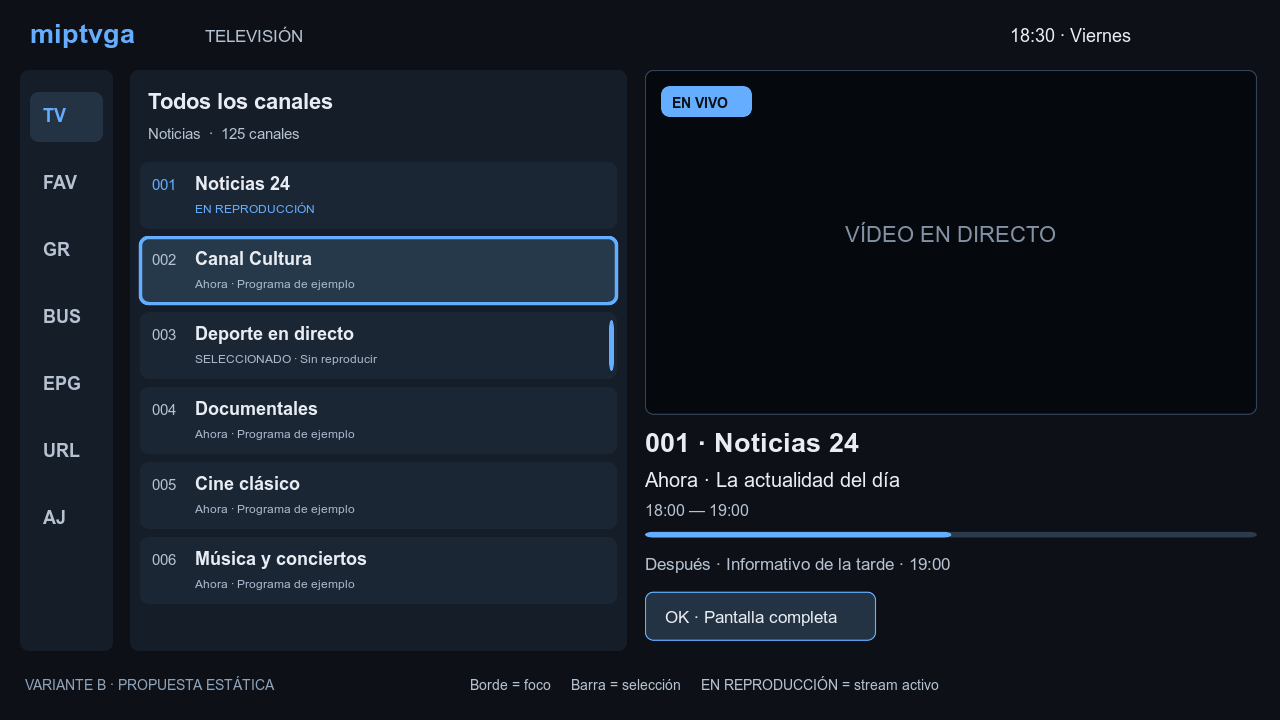 miptvga
TELEVISIÓN
18:30 · Viernes
TV
FAV
GR
BUS
EPG
URL
AJ
Todos los canales
Noticias · 125 canales
001 Noticias 24
EN REPRODUCCIÓN
002 Canal Cultura
Ahora · Programa de ejemplo
003 Deporte en directo
SELECCIONADO · Sin reproducir
004 Documentales
Ahora · Programa de ejemplo
005 Cine clásico
Ahora · Programa de ejemplo
006 Música y conciertos
Ahora · Programa de ejemplo
EN VIVO
VÍDEO EN DIRECTO
001 · Noticias 24
Ahora · La actualidad del día
18:00 — 19:00
Después · Informativo de la tarde · 19:00
OK · Pantalla completa
VARIANTE B · PROPUESTA ESTÁTICA
Borde = foco Barra = selección EN REPRODUCCIÓN = stream activo